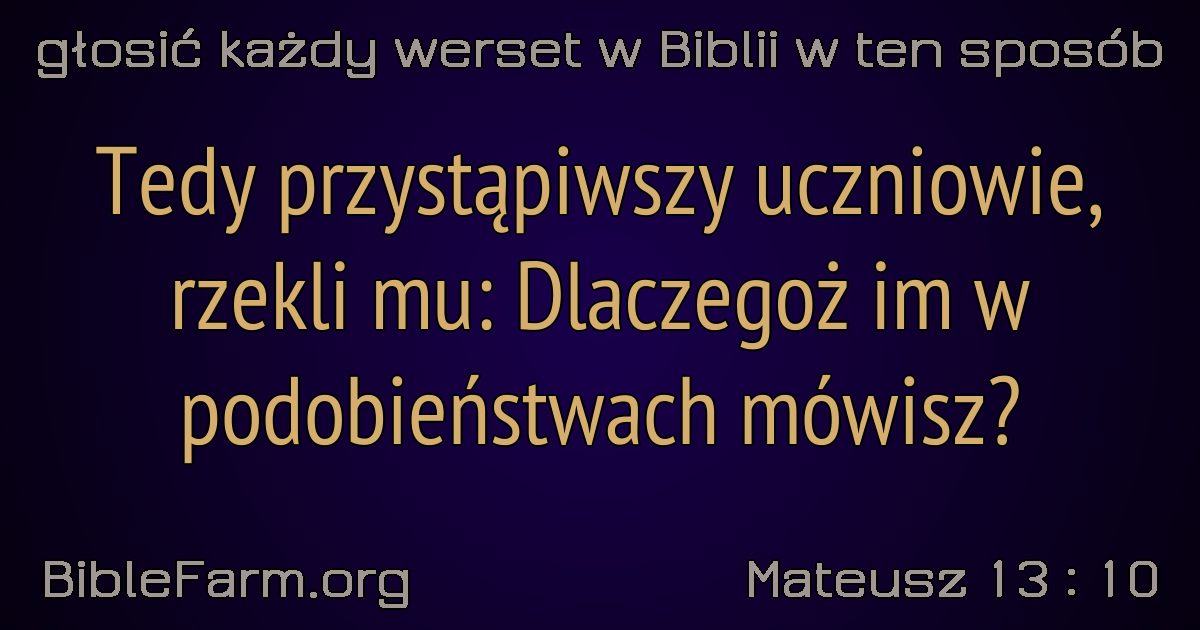 głosić każdy werset w Biblii w ten sposób
Tedy przystąpiwszy uczniowie,
rzekli mu: Dlaczegoż im w
podobieństwach mówisz?
BibleFarm.org
Mateusz 13 : 10